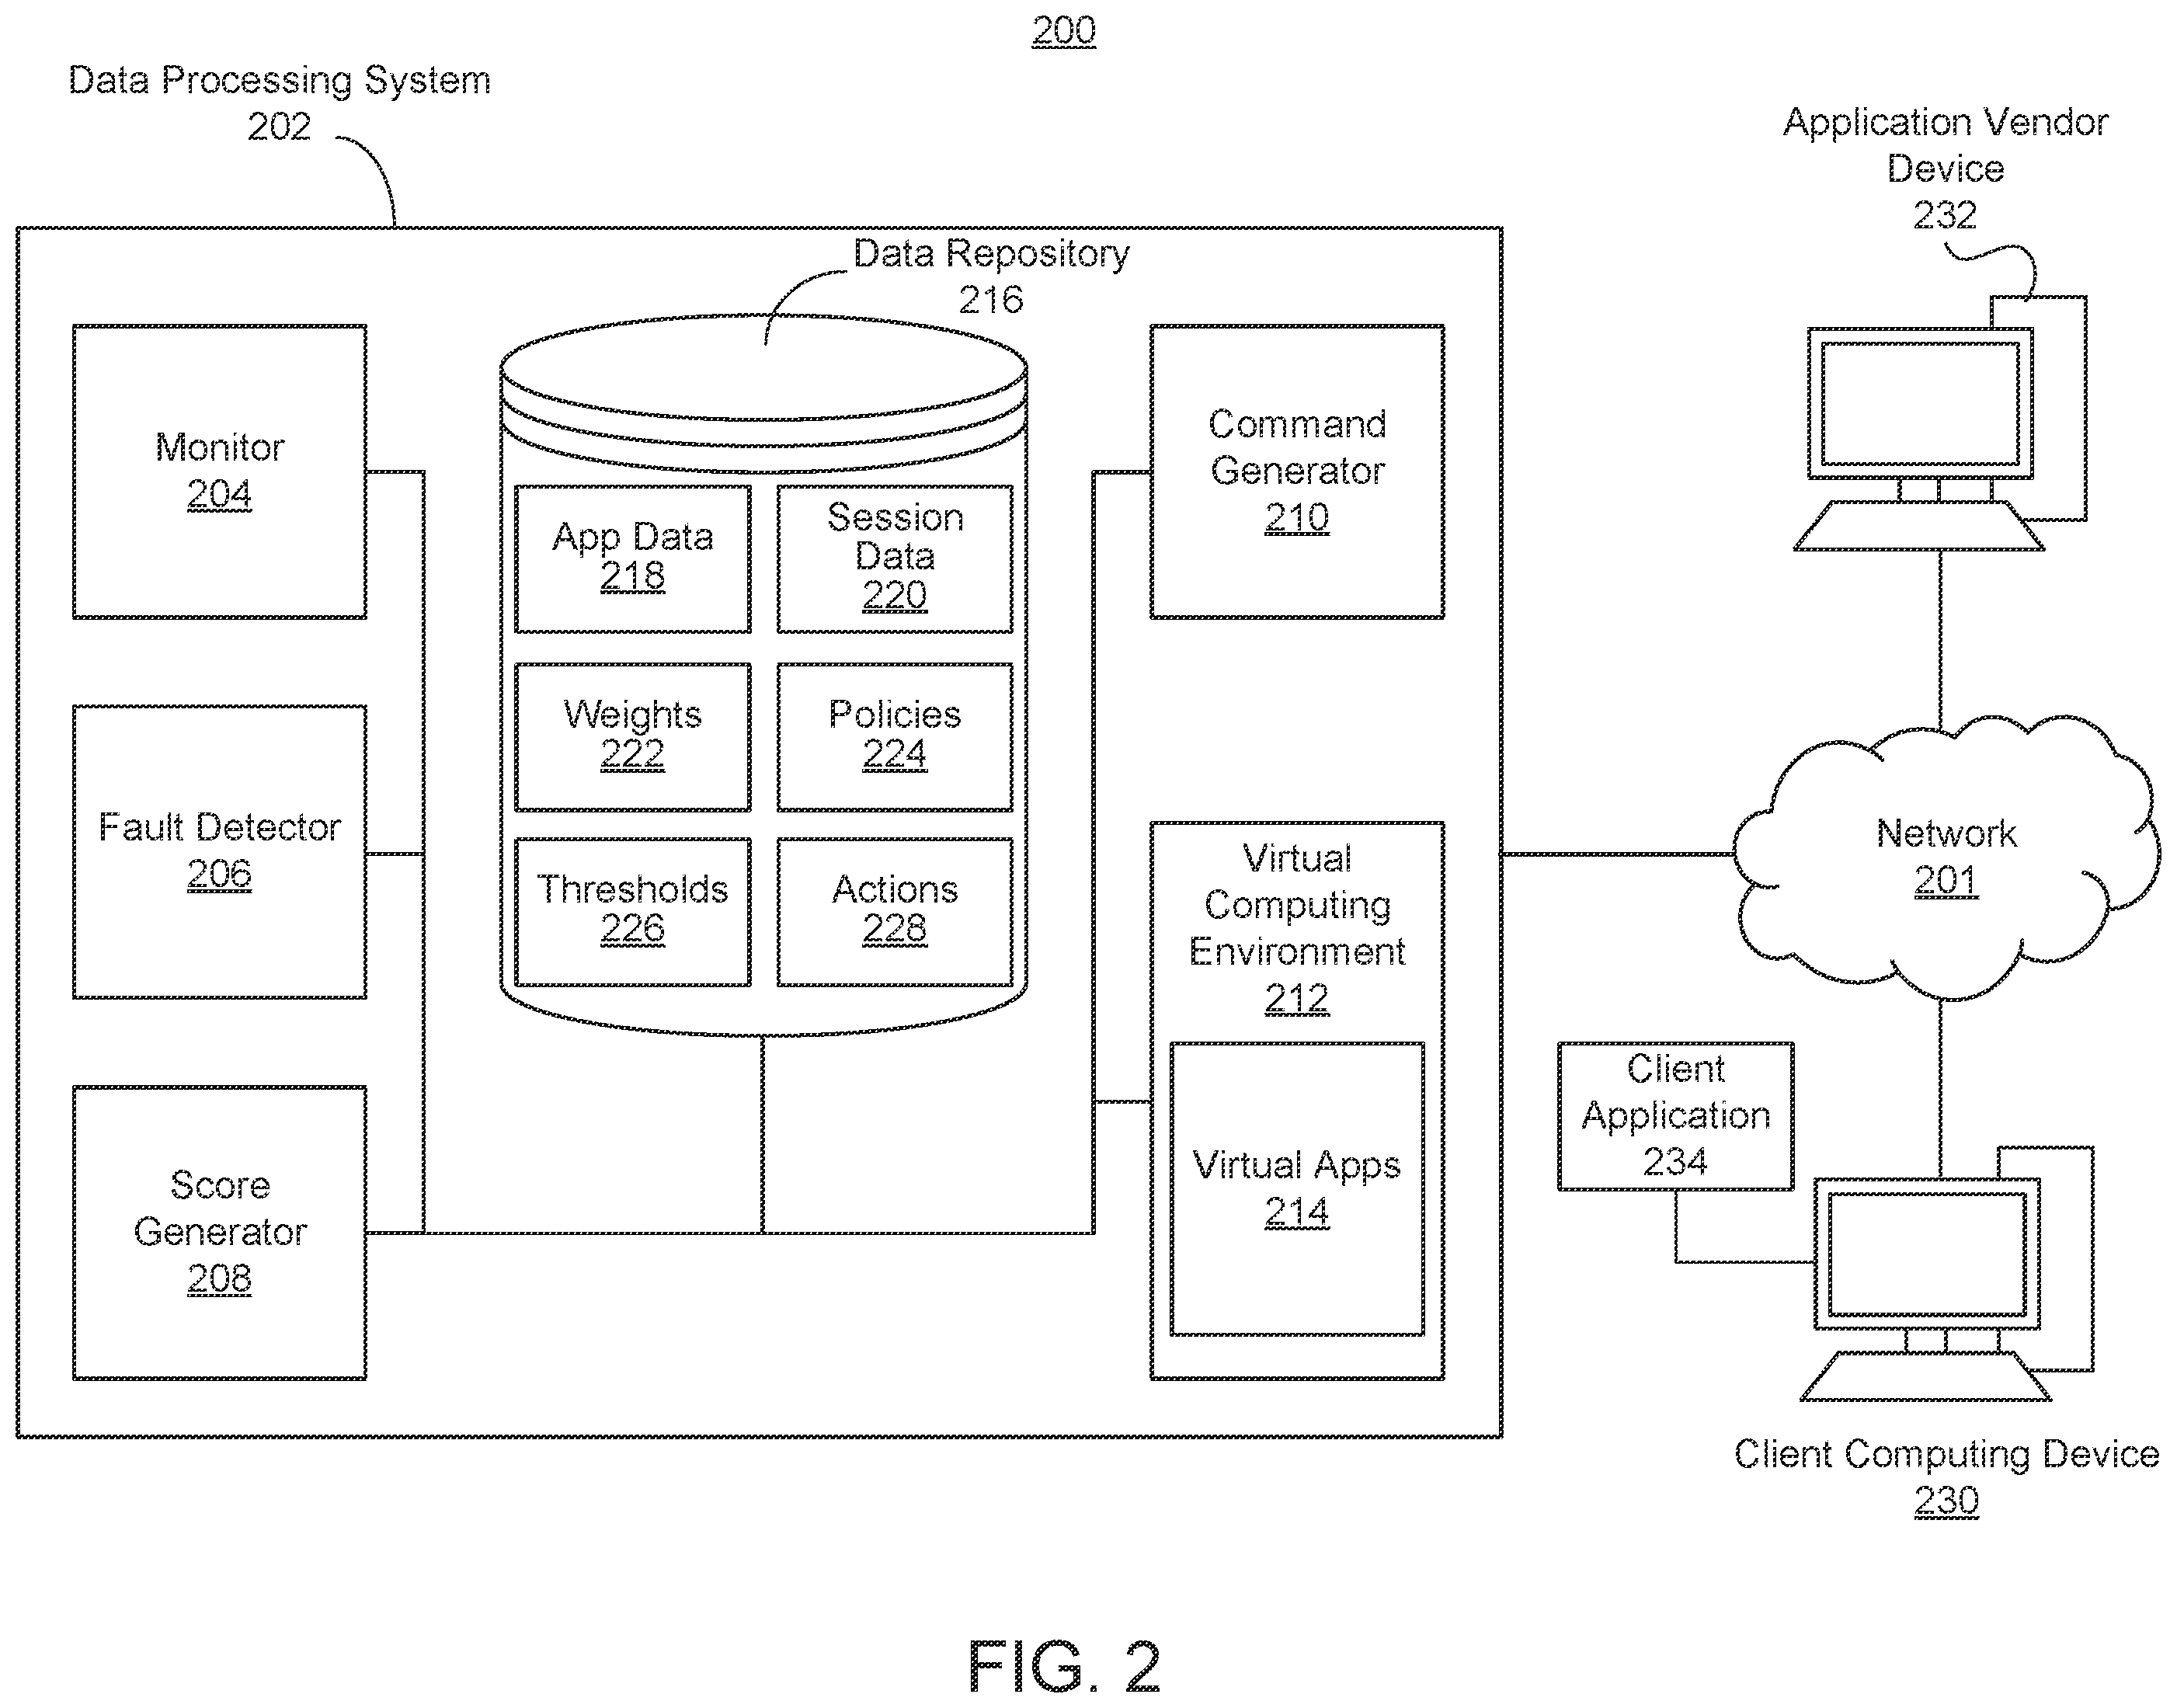 200
Data Processing System
202
Application Vendor
Device
232
Data Repository
216
Monitor
204
Fault Detector
206
Score
Generator
208
App Data
218
Session
Data
220
Weights
222
Policies
224
Thresholds
226
Actions
228
Command
Generator
210
Virtual
Computing
Environment
212
Virtual Apps
214
Network
201
Client
Application
234
Client Computing Device
230
FIG. 2